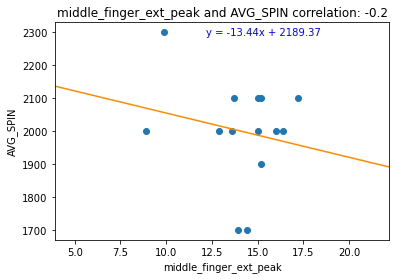 middle_finger_ext_peak and AVG_SPIN correlation: -0.2
y = -13.44x + 2189.37
2300
2200
2100
2000
1900
1800
1700
AVG_SPIN
5.0 7.5 10.0 12.5 15.0 17.5 20.0
middle_finger_ext_peak